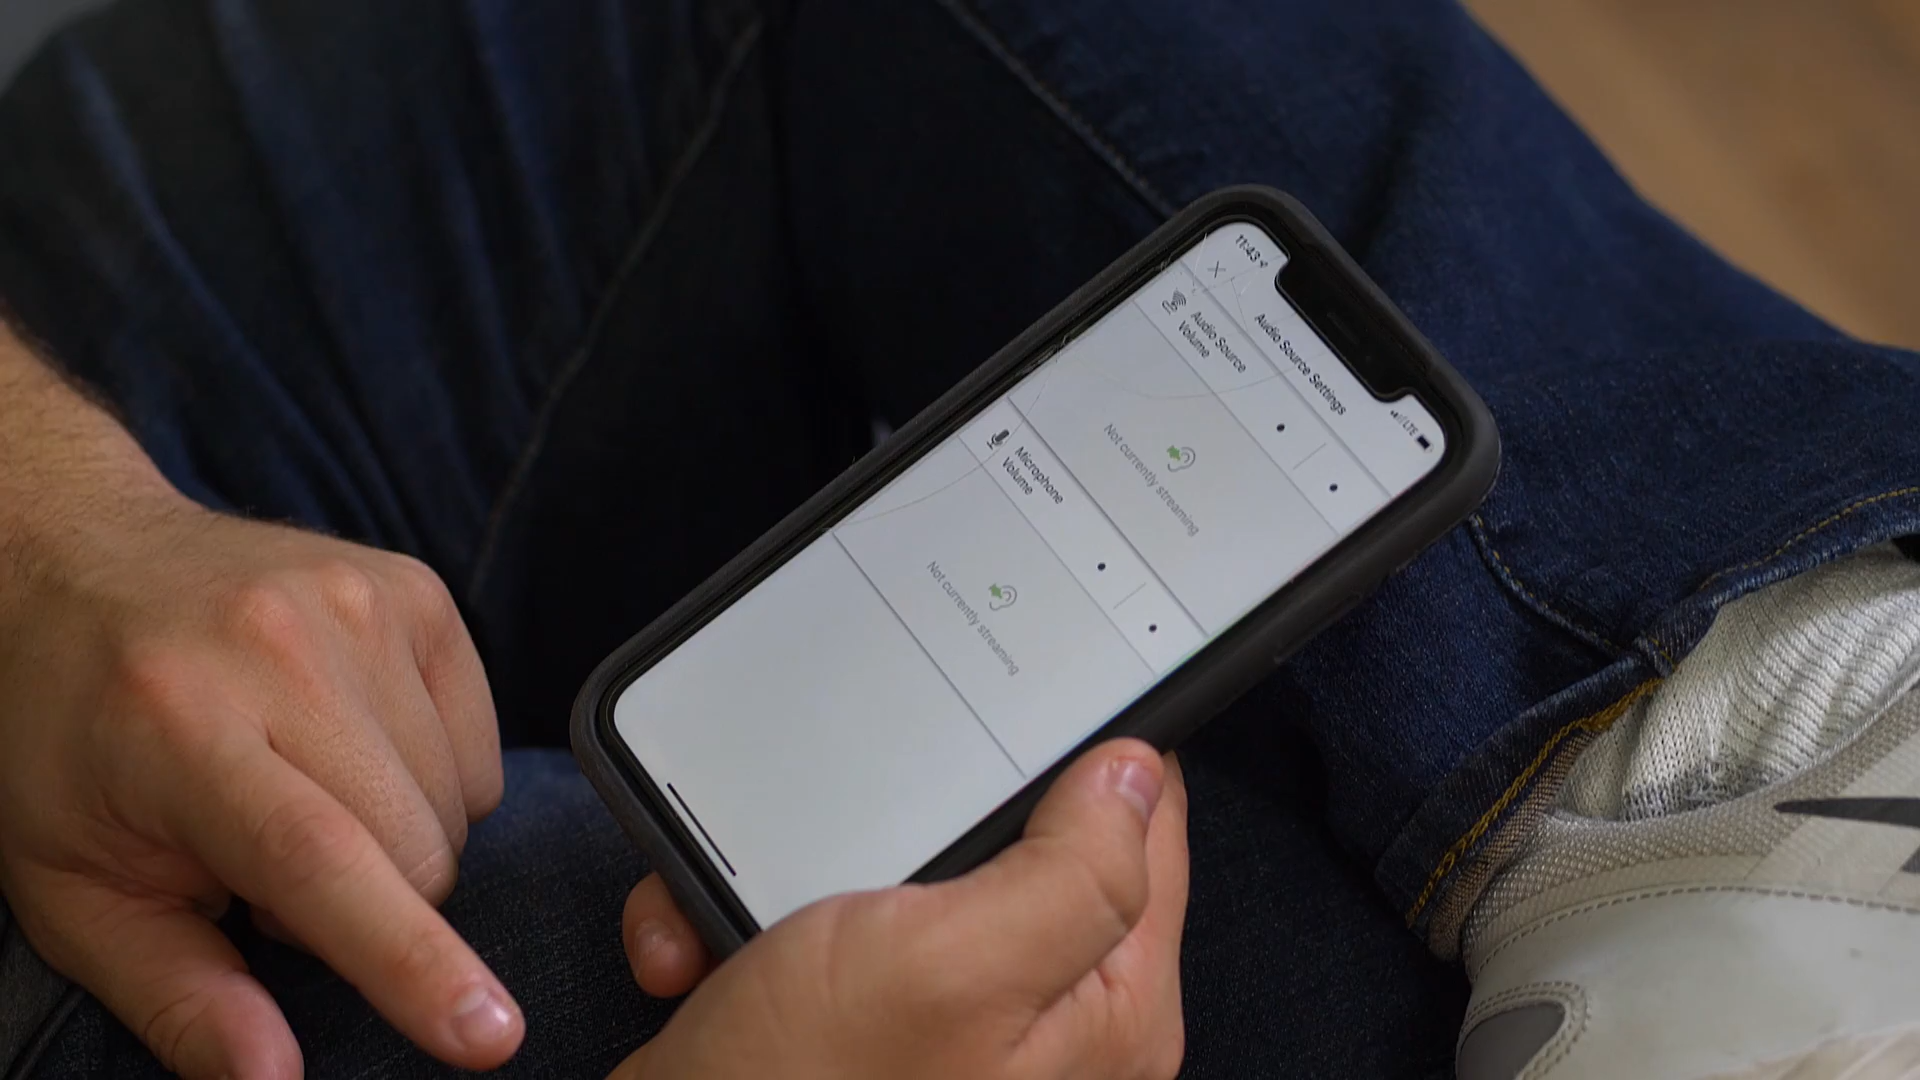 11:43
LTE
Audio Source Settings
Audio Source
Volume
Not currently streaming
Microphone
Volume
Not currently streaming